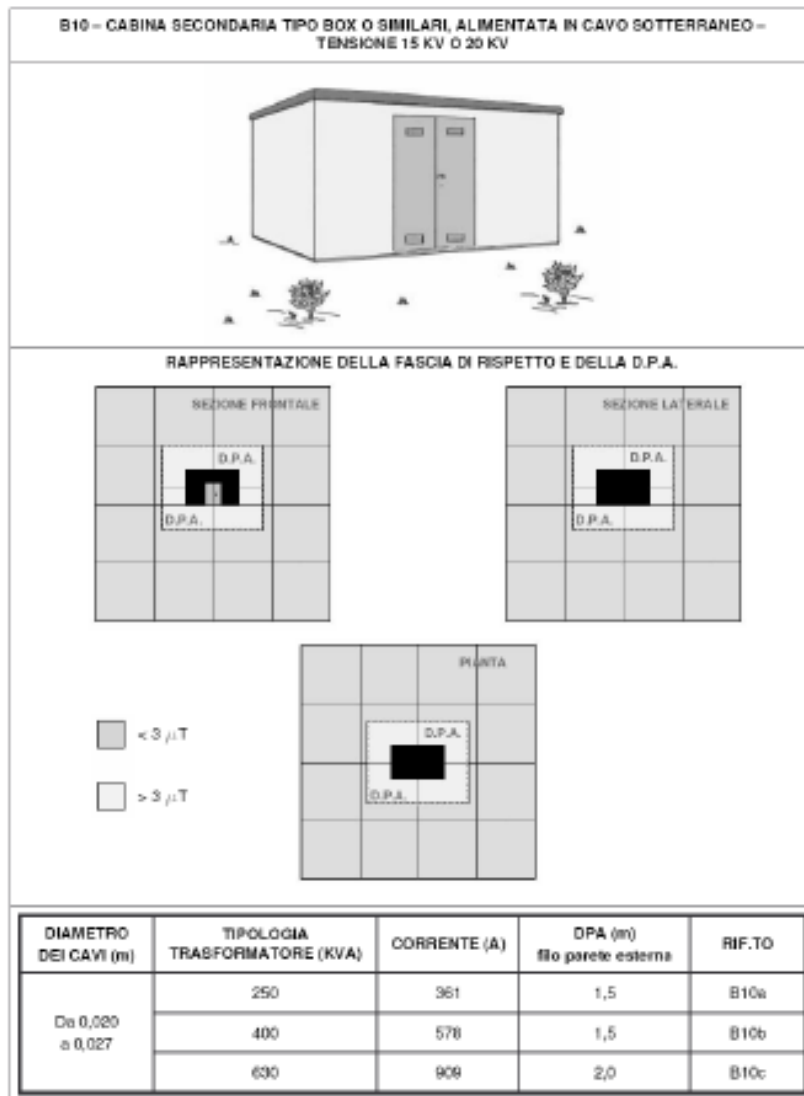 B10 – CABINA SECONDARIA TIPO BOX O SIMILARI, ALIMENTATA IN CAVO SOTTERRANEO –
TENSIONE 15 KV O 20 KV
RAPPRESENTAZIONE DELLA FASCIA DI RISPETTO E DELLA D.P.A.
SEZIONE FRONTALE
D.P.A.
D.P.A.
SEZIONE LATERALE
D.P.A.
D.P.A.
PIANTA
D.P.A.
D.P.A.
< 3 µT
> 3 µT
DIAMETRO
DEI CAVI (m)
TIPOLOGIA
TRASFORMATORE (KVA)
CORRENTE (A)
DPA (m)
filo parete esterna
RIF.TO
Da 0,020
a 0,027
250
361
1,5
B10a
400
578
1,5
B10b
630
909
2,0
B10c